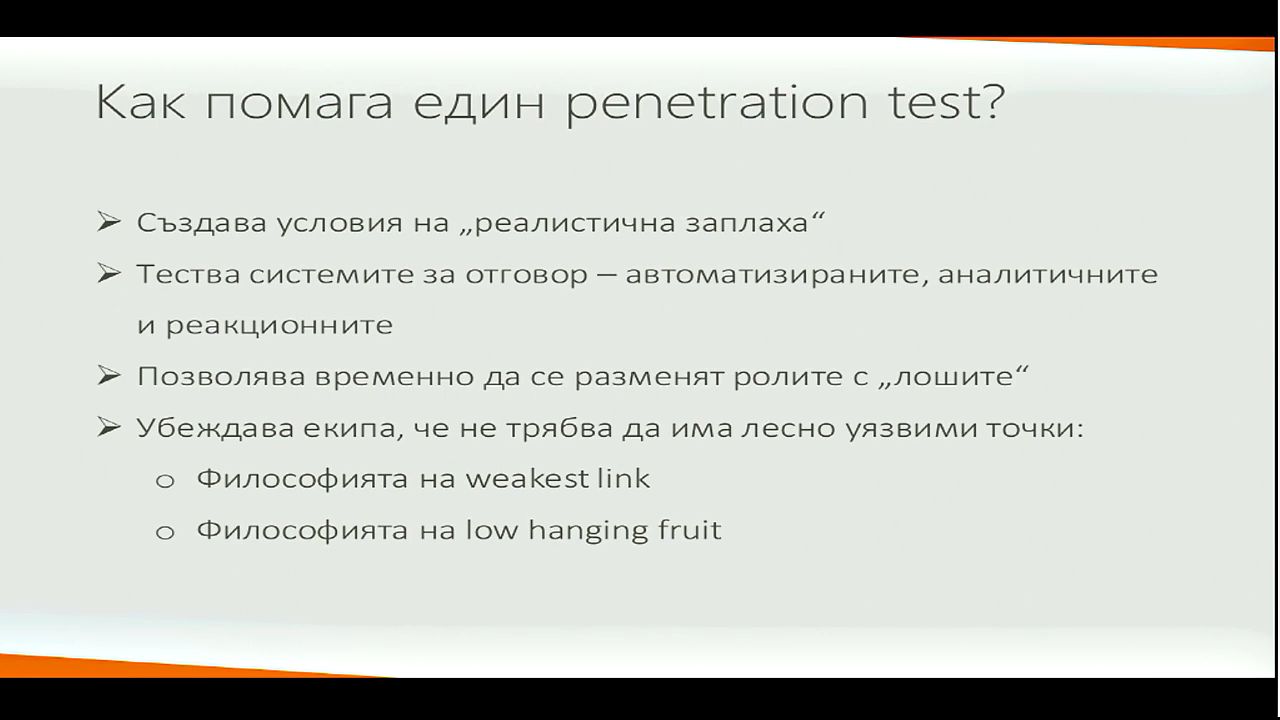 Как помага един penetration test?
➢ Създава условия на „реалистична заплаха“
➢ Тества системите за отговор – автоматизираните, аналитичните
и реакционните
➢ Позволява временно да се разменят ролите с „лошите“
➢ Убеждава екипа, че не трябва да има лесно уязвими точки:
o Философията на weakest link
o Философията на low hanging fruit